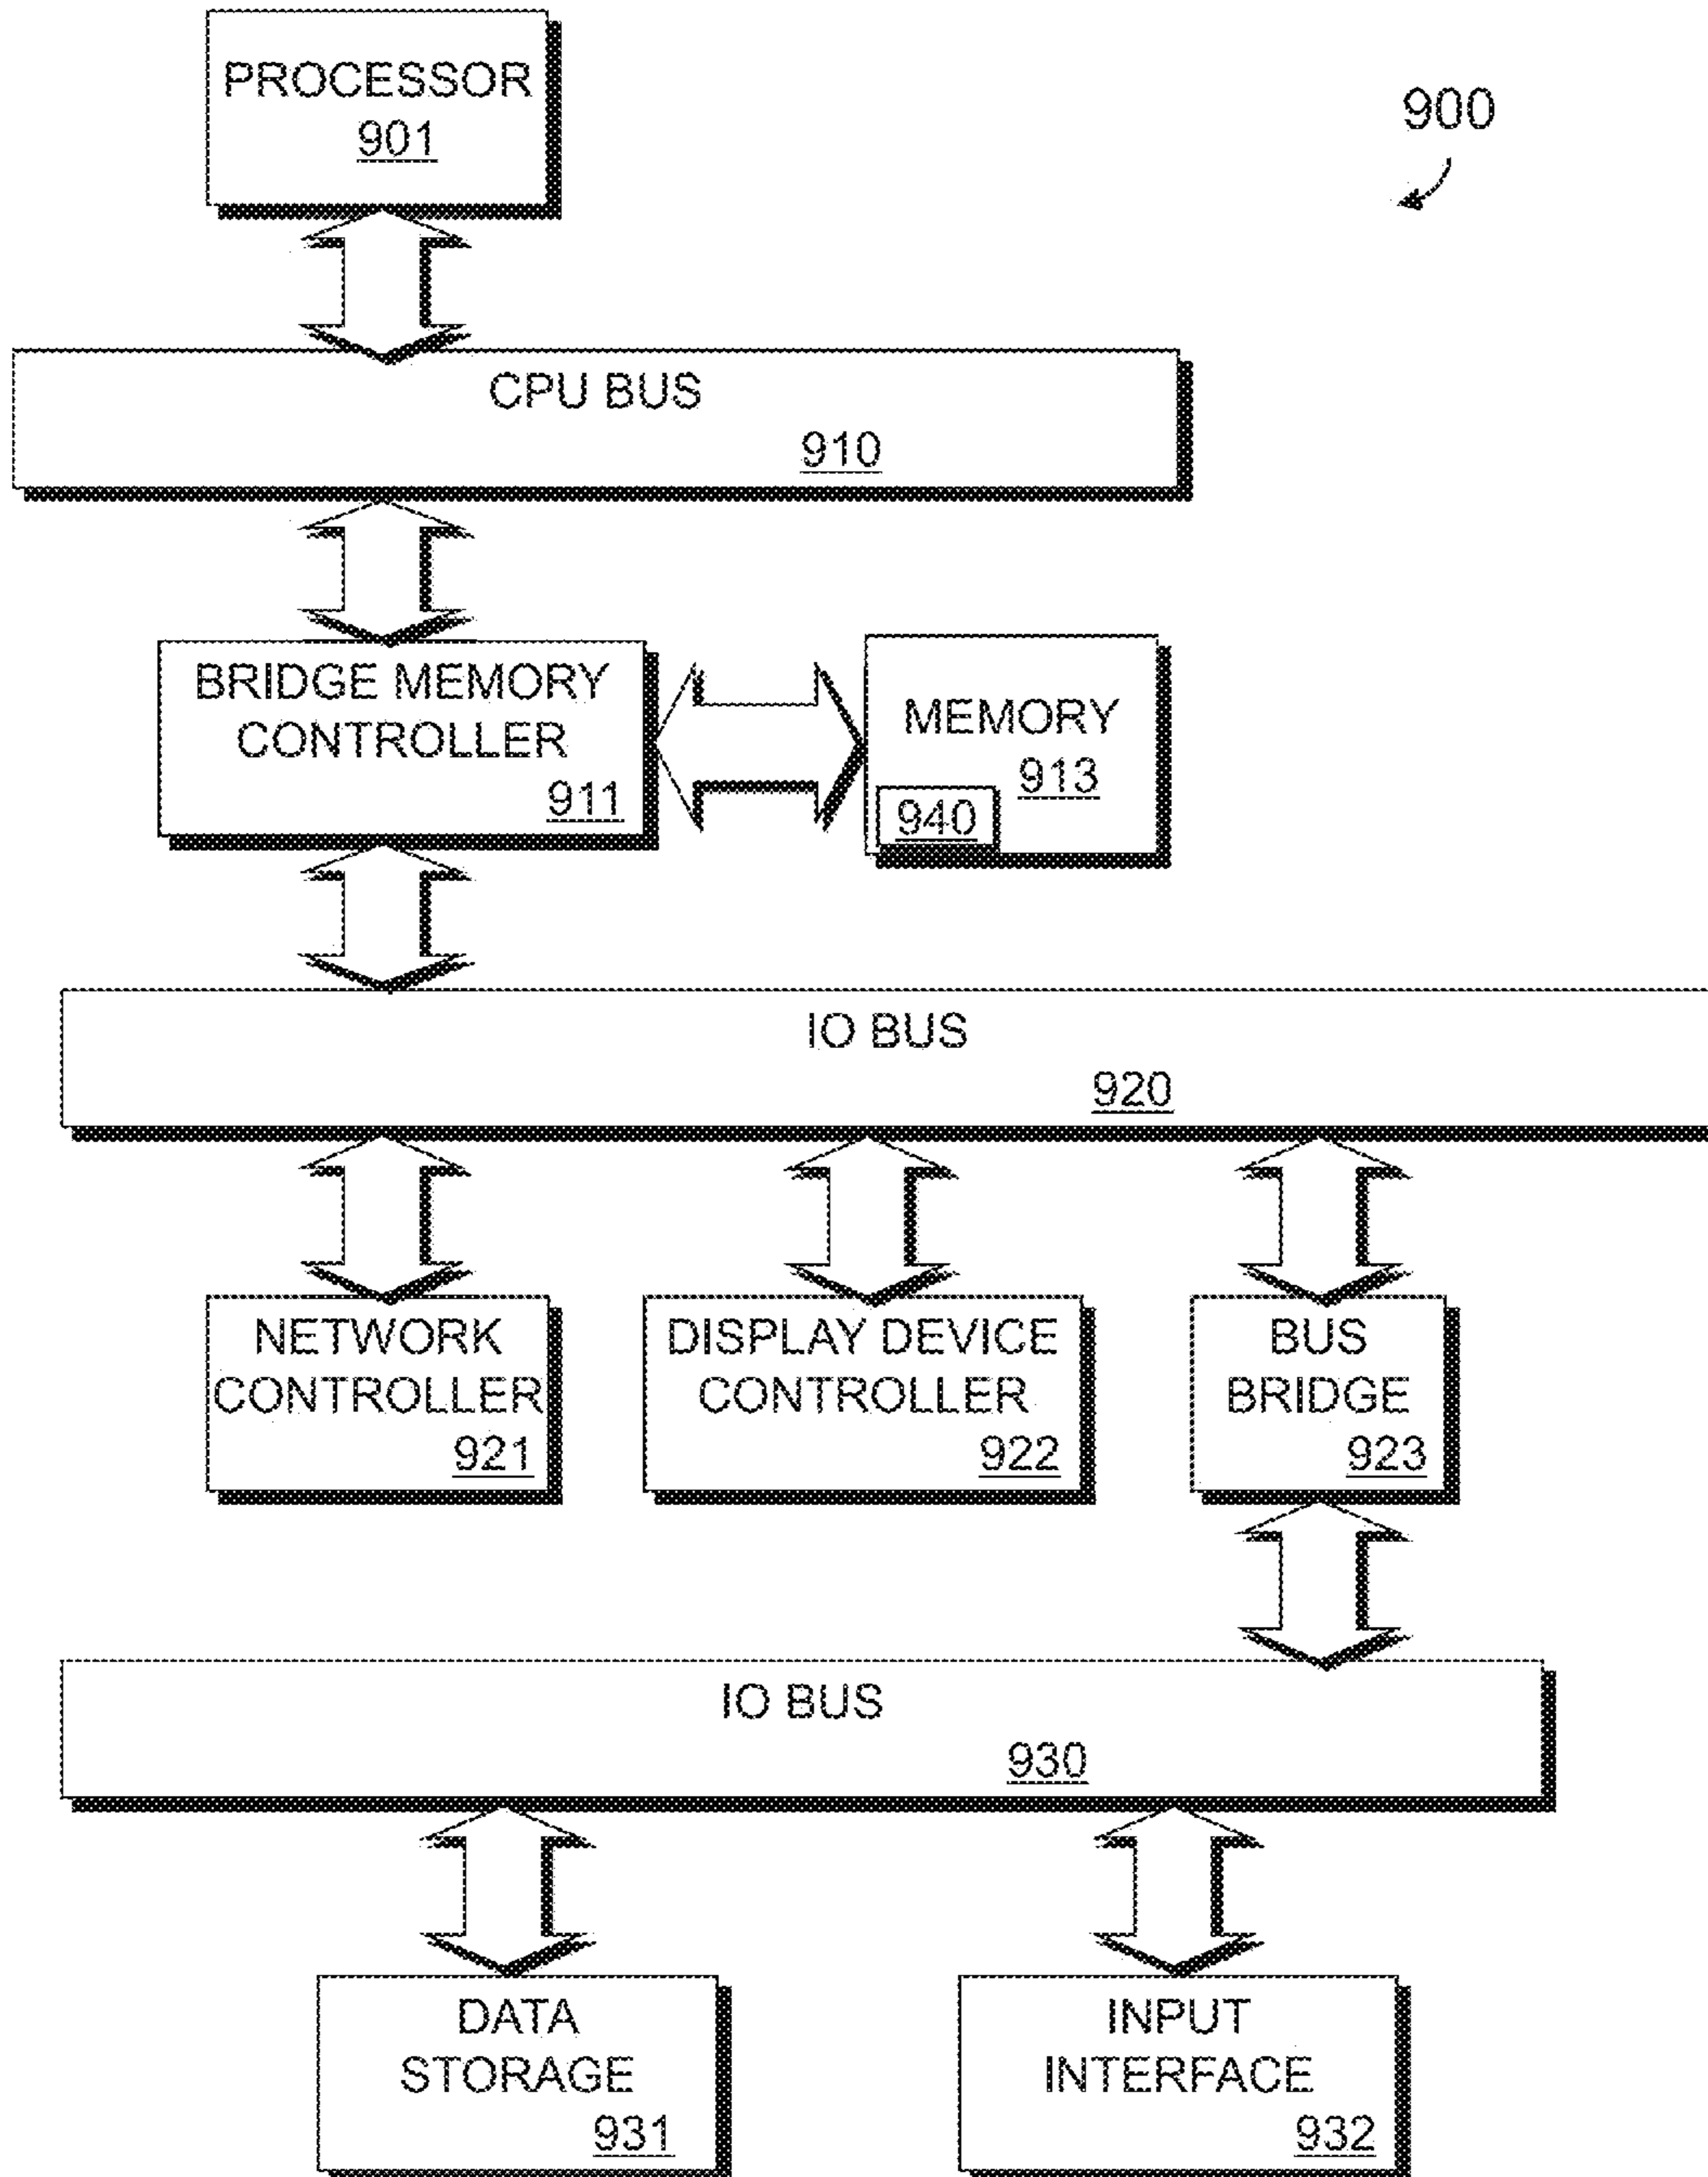 PROCESSOR
901
900
CPU BUS
910
BRIDGE MEMORY
CONTROLLER
911
MEMORY
913
940
IO BUS
920
NETWORK
CONTROLLER
921
DISPLAY DEVICE
CONTROLLER
922
BUS
BRIDGE
923
IO BUS
930
DATA
STORAGE
931
INPUT
INTERFACE
932